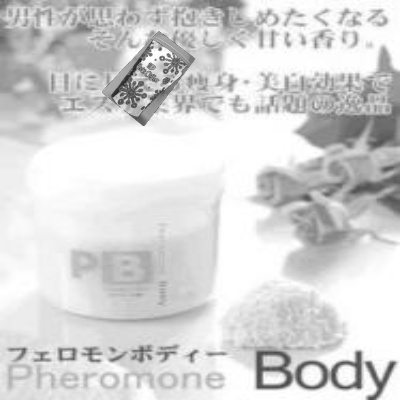 男性が思わず抱きしめたくなる
そんな優しく甘い香り。
目に 痩身・美白効果で
エス 業界でも話題の逸品
PB
フェロモンボディー
Pheromone Body